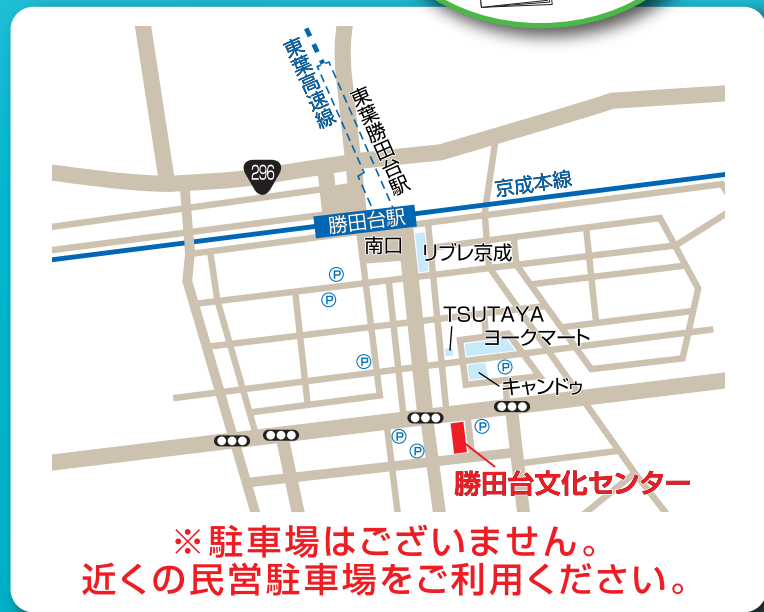 東葉高速線
東葉勝田台駅
296
京成本線
勝田台駅
南口
リブレ京成
P
P
TSUTAYA
ヨークマート
P
P
キャンドゥ
P
P
P
勝田台文化センター
※駐車場はございません。
近くの民営駐車場をご利用ください。